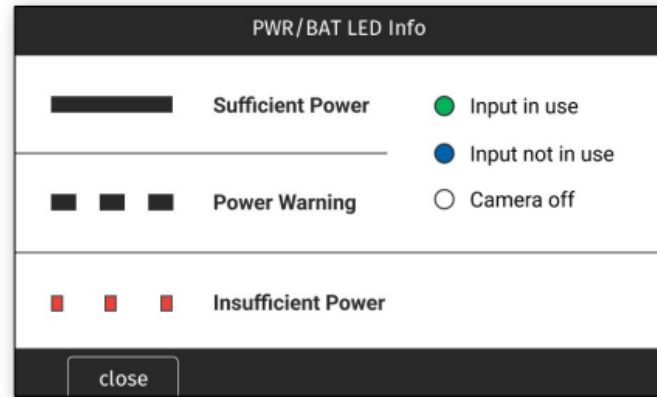 PWR/BAT LED Info
Sufficient Power
Input in use
Input not in use
Power Warning
Camera off
Insufficient Power
close